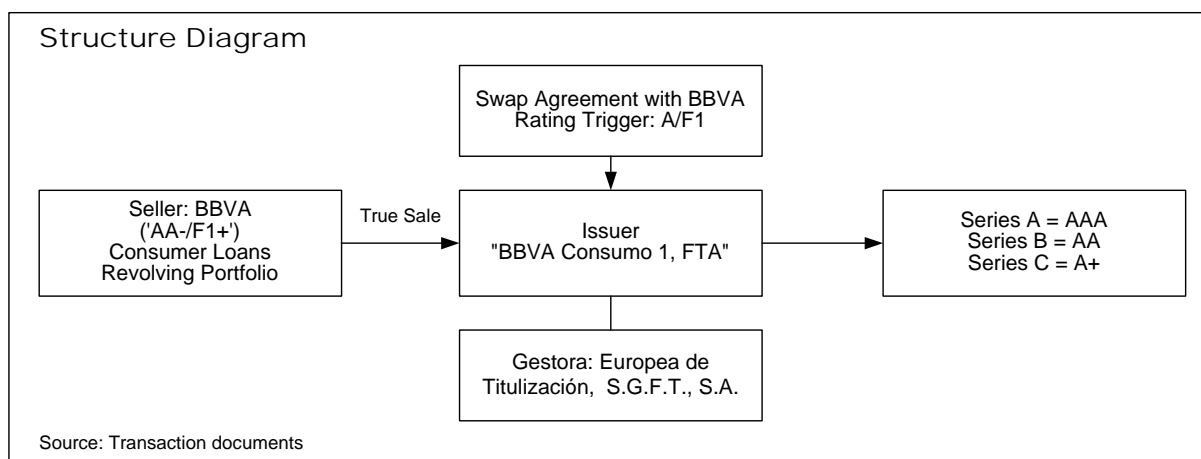 Structure Diagram
Swap Agreement with BBVA
Rating Trigger: A/F1
Seller: BBVA
('AA-/F1+')
Consumer Loans
Revolving Portfolio
True Sale
Issuer
"BBVA Consumo 1, FTA"
Series A = AAA
Series B = AA
Series C = A+
Gestora: Europea de
Titulización, S.G.F.T., S.A.
Source: Transaction documents